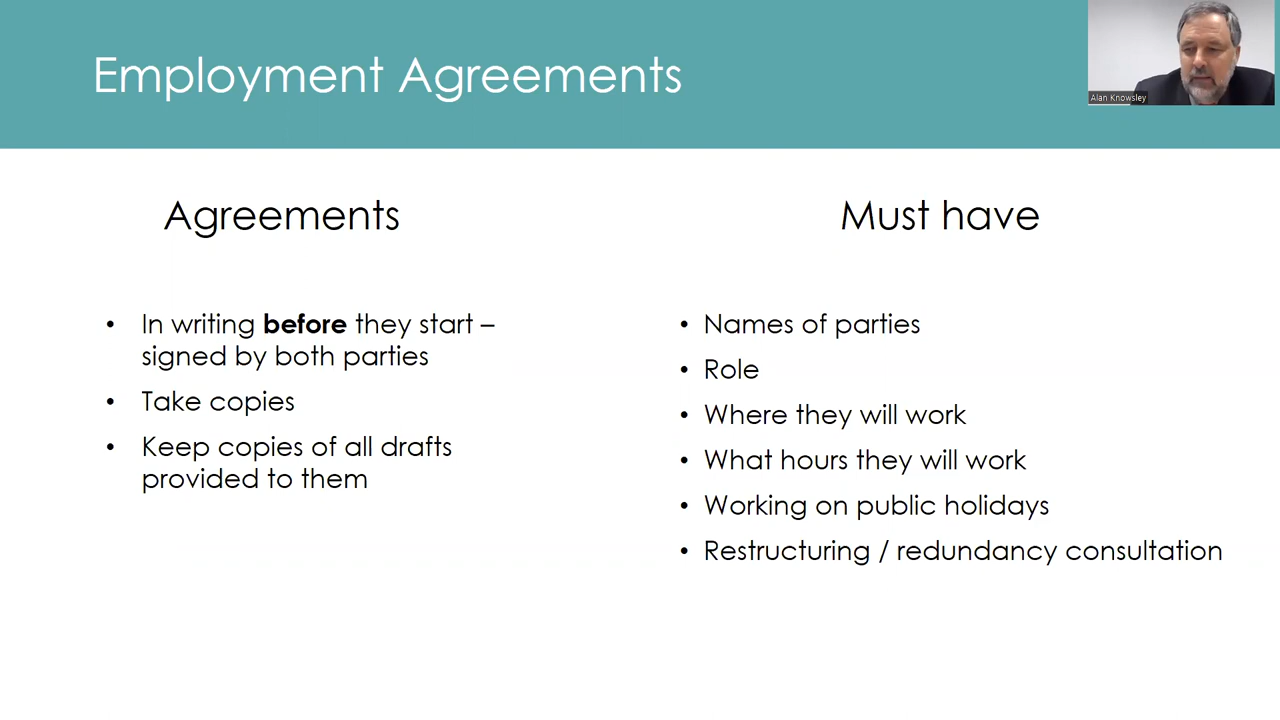 Employment Agreements
Alan Knowsley
Agreements
• In writing before they start –
signed by both parties
• Take copies
• Keep copies of all drafts
provided to them
Must have
• Names of parties
• Role
• Where they will work
• What hours they will work
• Working on public holidays
• Restructuring / redundancy consultation